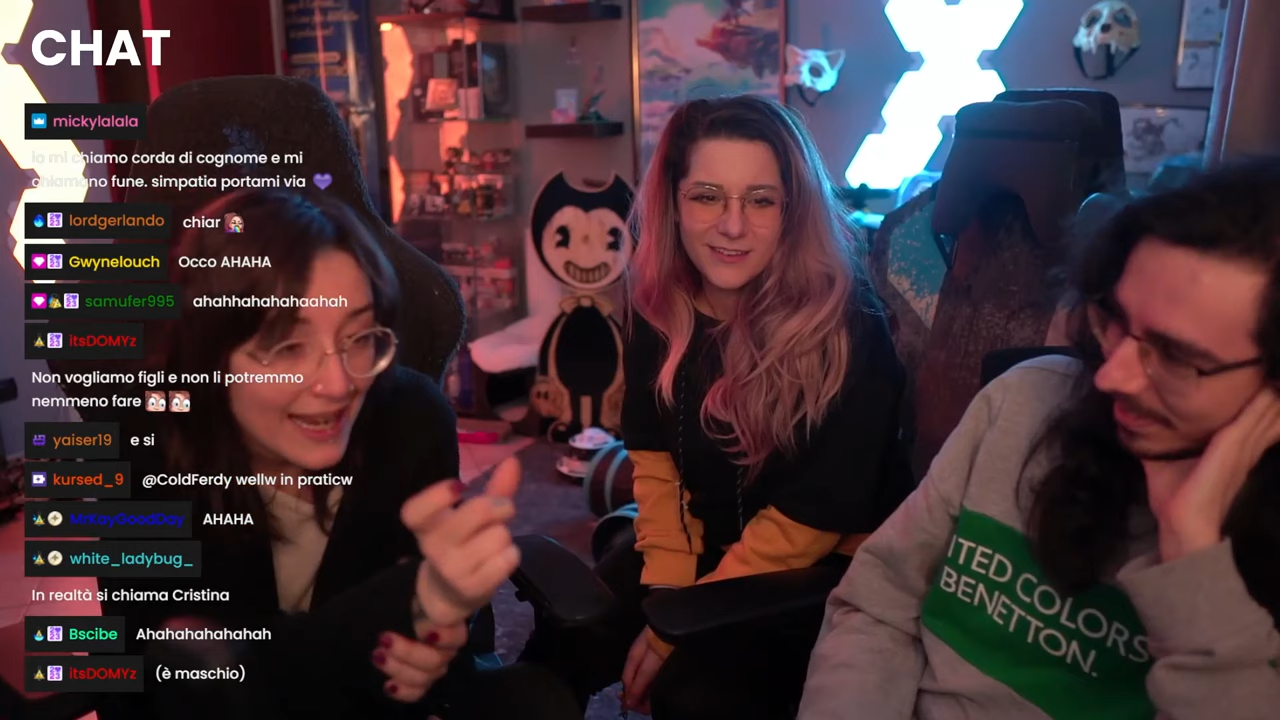 CHAT
mickylalala
io mi chiamo corda di cognome e mi
chiamano fune. simpatia portami via
lordgerlando chiar
Gwynelouch Occo AHAHA
samufer995 ahahhahahahaahah
itsDOMYz
Non vogliamo figli e non li potremmo
nemmeno fare
yaiser19 e si
kursed_9 @ColdFerdy wellw in praticw
MrKayGoodDay AHAHA
white_ladybug_
In realtà si chiama Cristina
Bscibe Ahahahahahahah
itsDOMYz (è maschio)
ITED COLORS
BENETTON.